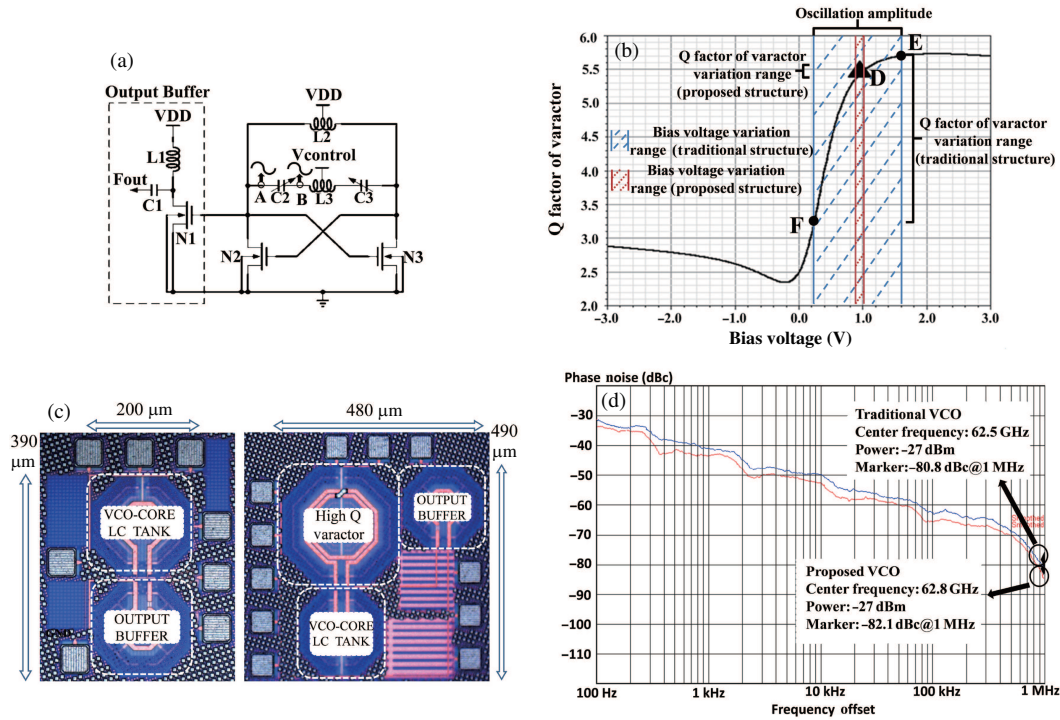 (a)
Output Buffer
VDD
L1
Fout
C1
N1
VDD
L2
Vcontrol
A
C2
B
L3
C3
N2
N3
Oscillation amplitude
(b)
Q factor of varactor
variation range
(proposed structure)
E
D
F
Bias voltage variation
range (traditional structure)
Bias voltage variation
range (proposed structure)
Q factor of varactor
variation range
(traditional structure)
Q factor of varactor
6.0
5.5
5.0
4.5
4.0
3.5
3.0
2.5
2.0
−3.0
−2.0
−1.0
0.0
1.0
2.0
3.0
Bias voltage (V)
(c)
200 μm
390
μm
VCO-CORE
LC TANK
OUTPUT
BUFFER
480 μm
490
μm
High Q
varactor
OUTPUT
BUFFER
VCO-CORE
LC TANK
Phase noise (dBc)
(d)
−30
−40
−50
−60
−70
−80
−90
−100
−110
Traditional VCO
Center frequency: 62.5 GHz
Power: −27 dBm
Marker: −80.8 dBc@1 MHz
Proposed VCO
Center frequency: 62.8 GHz
Power: −27 dBm
Marker: −82.1 dBc@1 MHz
100 Hz
1 kHz
10 kHz
100 kHz
1 MHz
Frequency offset